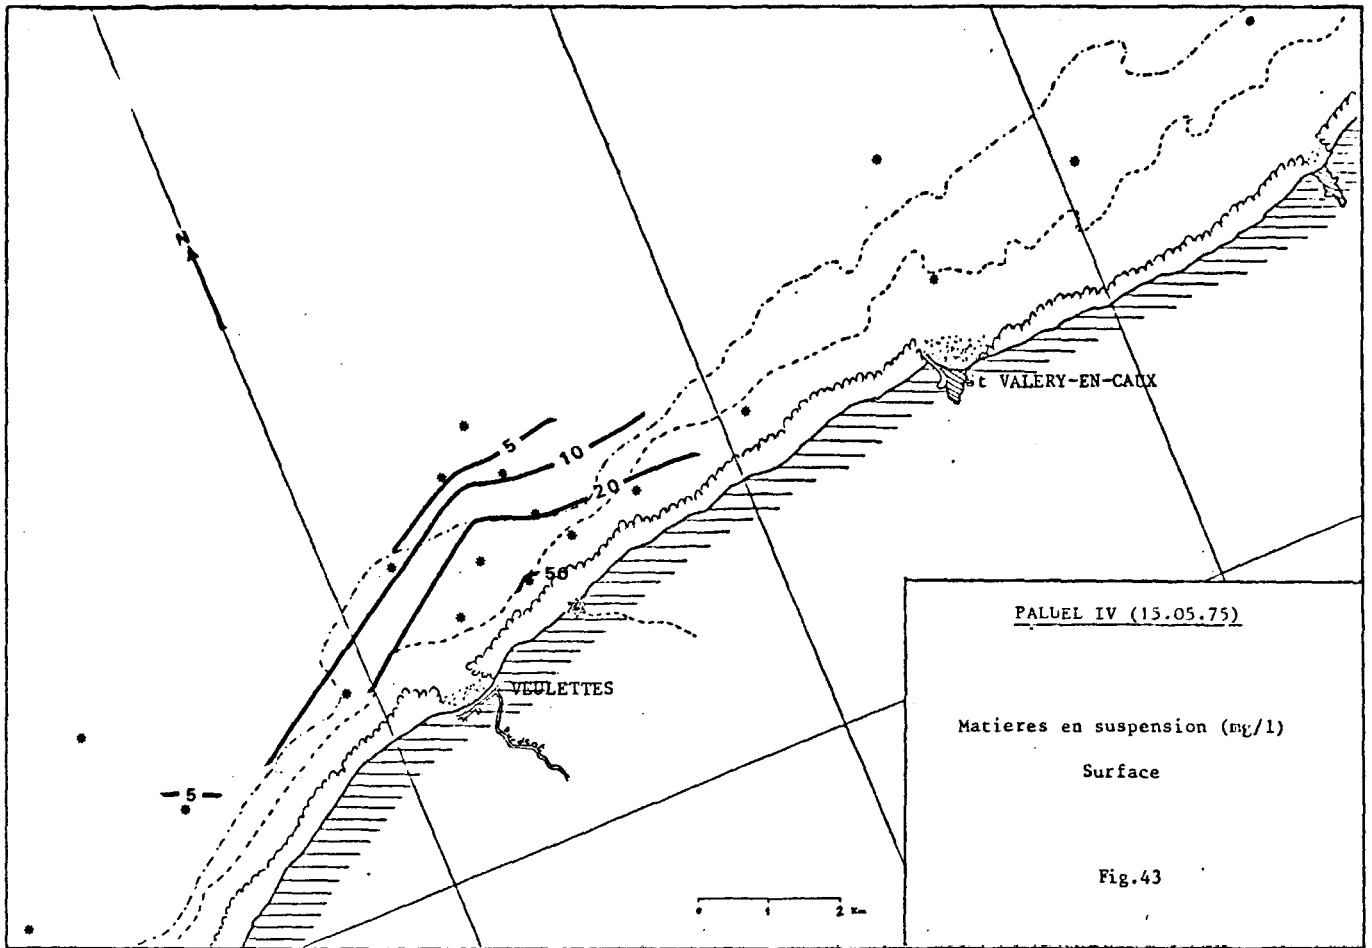 N
5
10
20
50
5
St VALERY-EN-CAUX
VEULETTES
0 1 2 Km
PALUEL IV (15.05.75)
Matieres en suspension (mg/l)
Surface
Fig.43